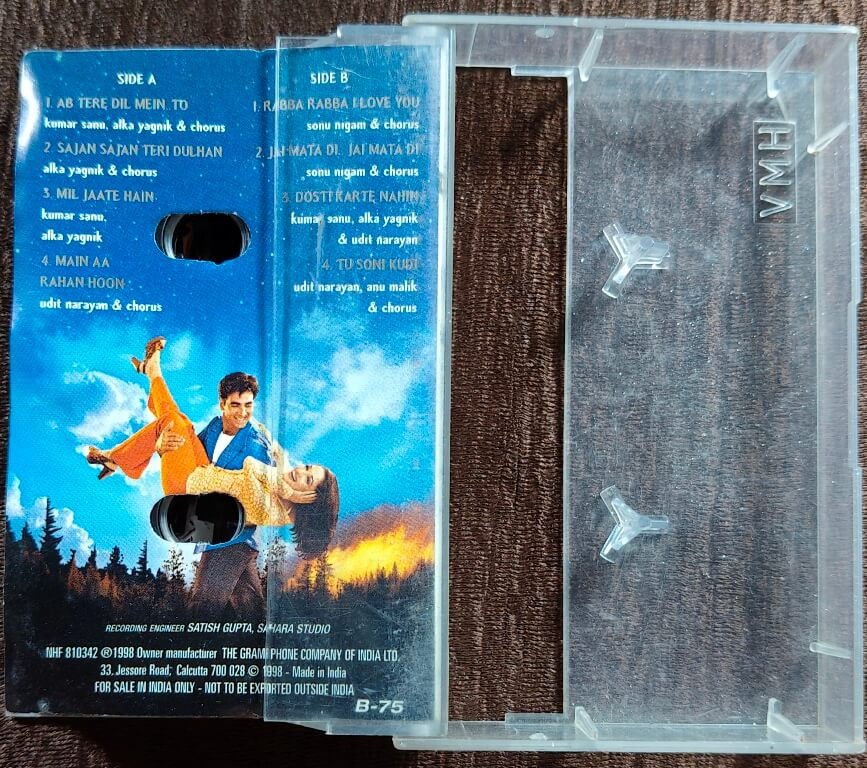 SIDE A
1. AB TERE DIL MEIN TO
kumar sanu, alka yagnik & chorus
2. SAJAN SAJAN TERI DULHAN
alka yagnik & chorus
3. MIL JAATE HAIN
kumar sanu,
alka yagnik
4. MAIN AA
RAHAN HOON
udit narayan & chorus
SIDE B
1. RABBA RABBA I LOVE YOU
sonu nigam & chorus
2. JAI MATA DI, JAI MATA DI
sonu nigam & chorus
3. DOSTI KARTE NAHIN
kumar sanu, alka yagnik
& udit narayan
4. TU SONI KUDI
udit narayan, anu malik
& chorus
RECORDING ENGINEER SATISH GUPTA, SAHARA STUDIO
NHF 810342 ℗1998 Owner manufacturer THE GRAMOPHONE COMPANY OF INDIA LTD.
33, Jessore Road, Calcutta 700 028 © 1998 - Made in India
FOR SALE IN INDIA ONLY - NOT TO BE EXPORTED OUTSIDE INDIA
B-75
HMV